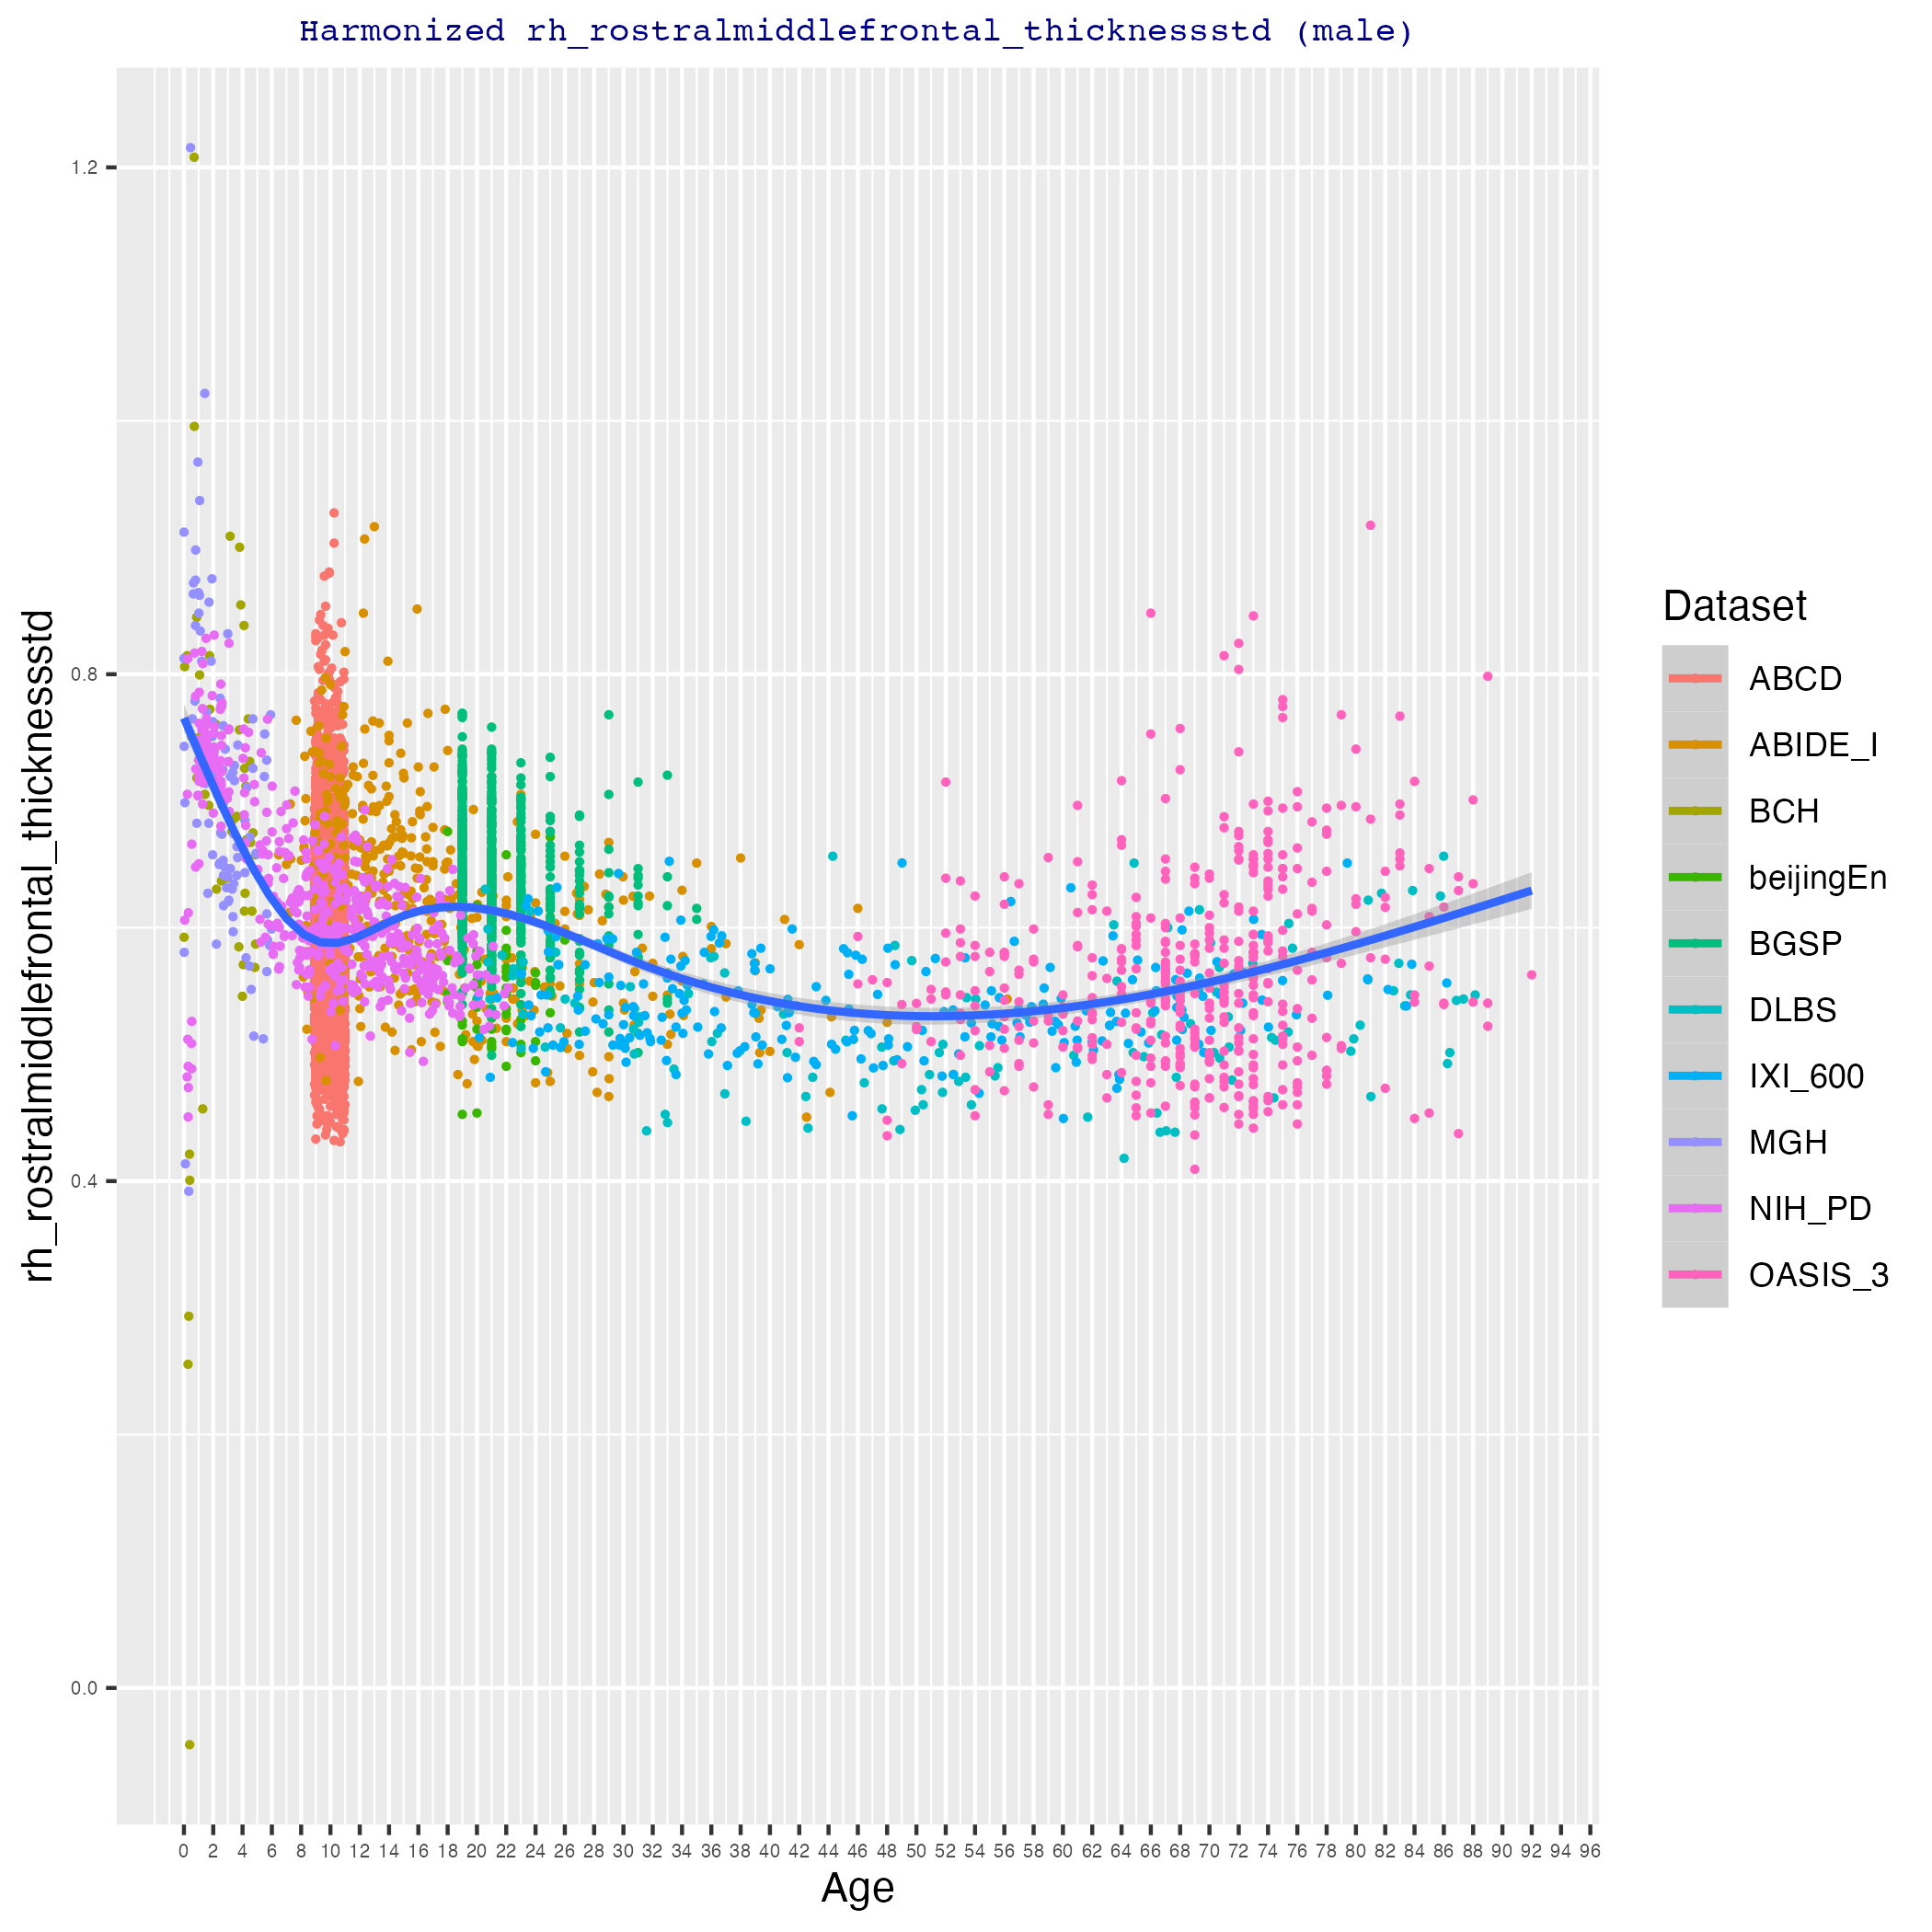 Harmonized rh_rostralmiddlefrontal_thicknessstd (male)
rh_rostralmiddlefrontal_thicknessstd
1.2
0.8
0.4
0.0
0 2 4 6 8 10 12 14 16 18 20 22 24 26 28 30 32 34 36 38 40 42 44 46 48 50 52 54 56 58 60 62 64 66 68 70 72 74 76 78 80 82 84 86 88 90 92 94 96
Age
Dataset
ABCD
ABIDE_I
BCH
beijingEn
BGSP
DLBS
IXI_600
MGH
NIH_PD
OASIS_3